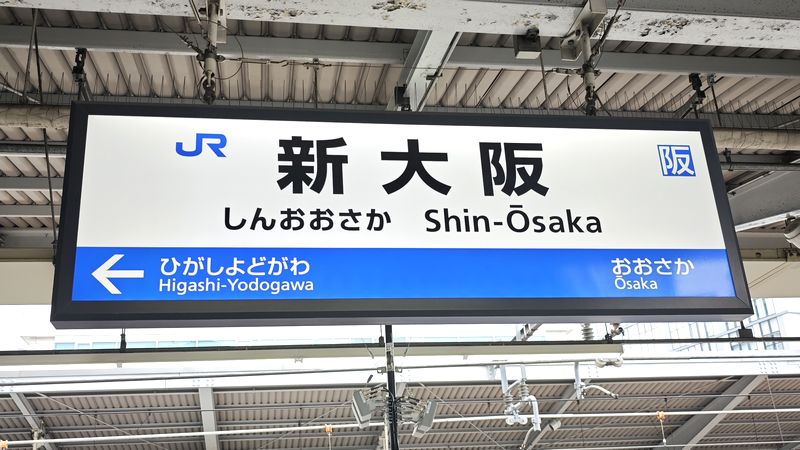 JR 新大阪 阪
しんおおさか Shin-Ōsaka
ひがしよどがわ おおさか
Higashi-Yodogawa Ōsaka